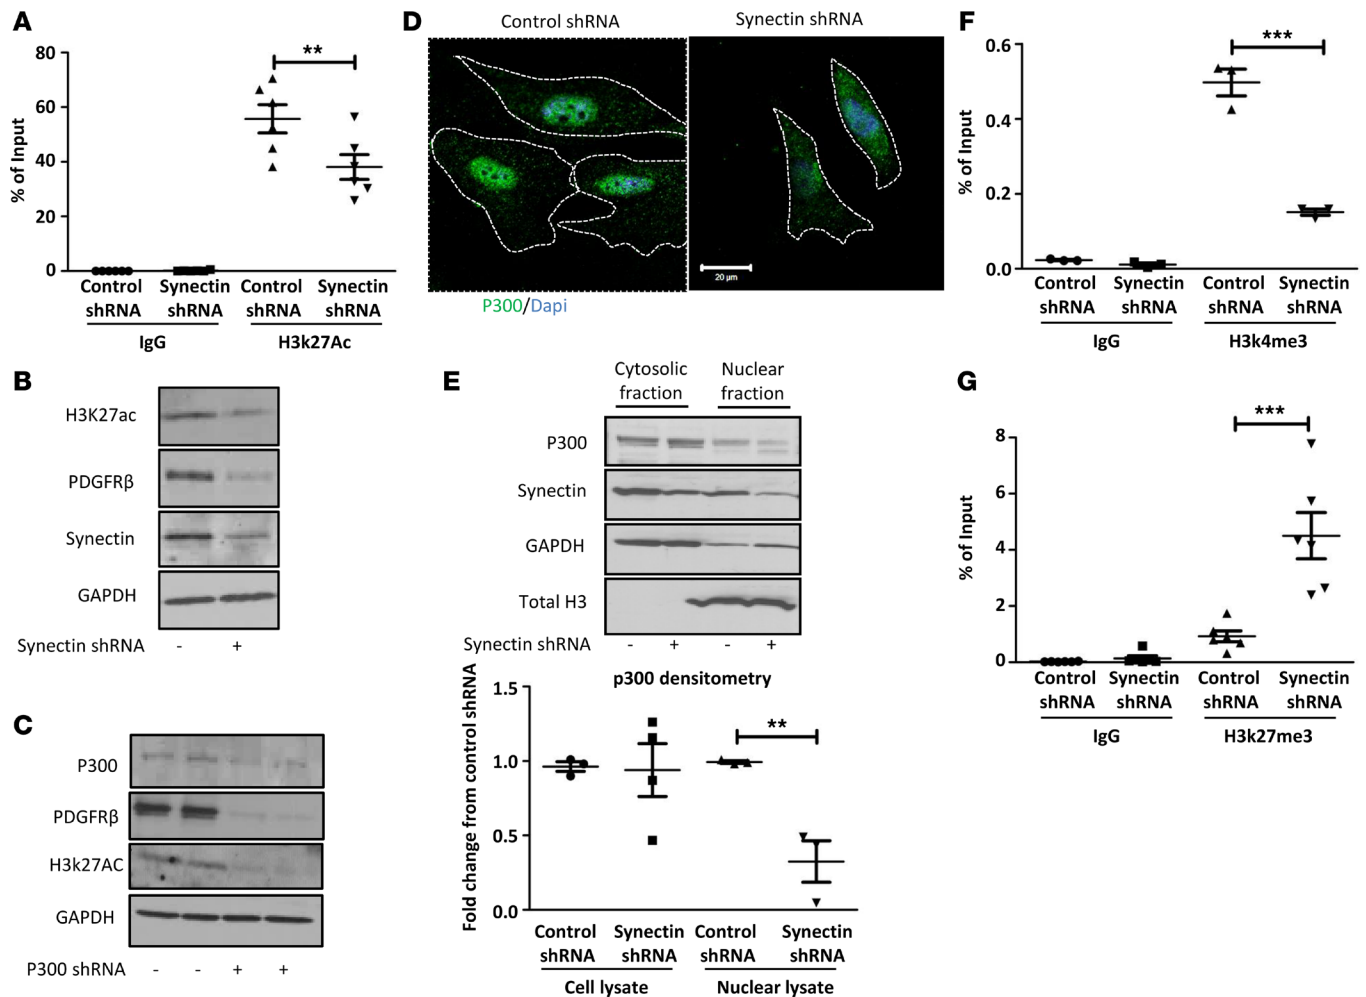 A
**
% of Input
80
60
40
20
0
Control shRNA
Synectin shRNA
Control shRNA
Synectin shRNA
IgG
H3k27Ac
B
H3K27ac
PDGFRβ
Synectin
GAPDH
Synectin shRNA - +
C
P300
PDGFRβ
H3k27AC
GAPDH
P300 shRNA - - + +
D
Control shRNA
Synectin shRNA
20 µm
P300/Dapi
E
Cytosolic fraction
Nuclear fraction
P300
Synectin
GAPDH
Total H3
Synectin shRNA - + - +
p300 densitometry
Fold change from control shRNA
1.5
1.0
0.5
0.0
**
Control shRNA
Synectin shRNA
Control shRNA
Synectin shRNA
Cell lysate
Nuclear lysate
F
***
% of Input
0.6
0.4
0.2
0.0
Control shRNA
Synectin shRNA
Control shRNA
Synectin shRNA
IgG
H3k4me3
G
***
% of Input
8
6
4
2
0
Control shRNA
Synectin shRNA
Control shRNA
Synectin shRNA
IgG
H3k27me3